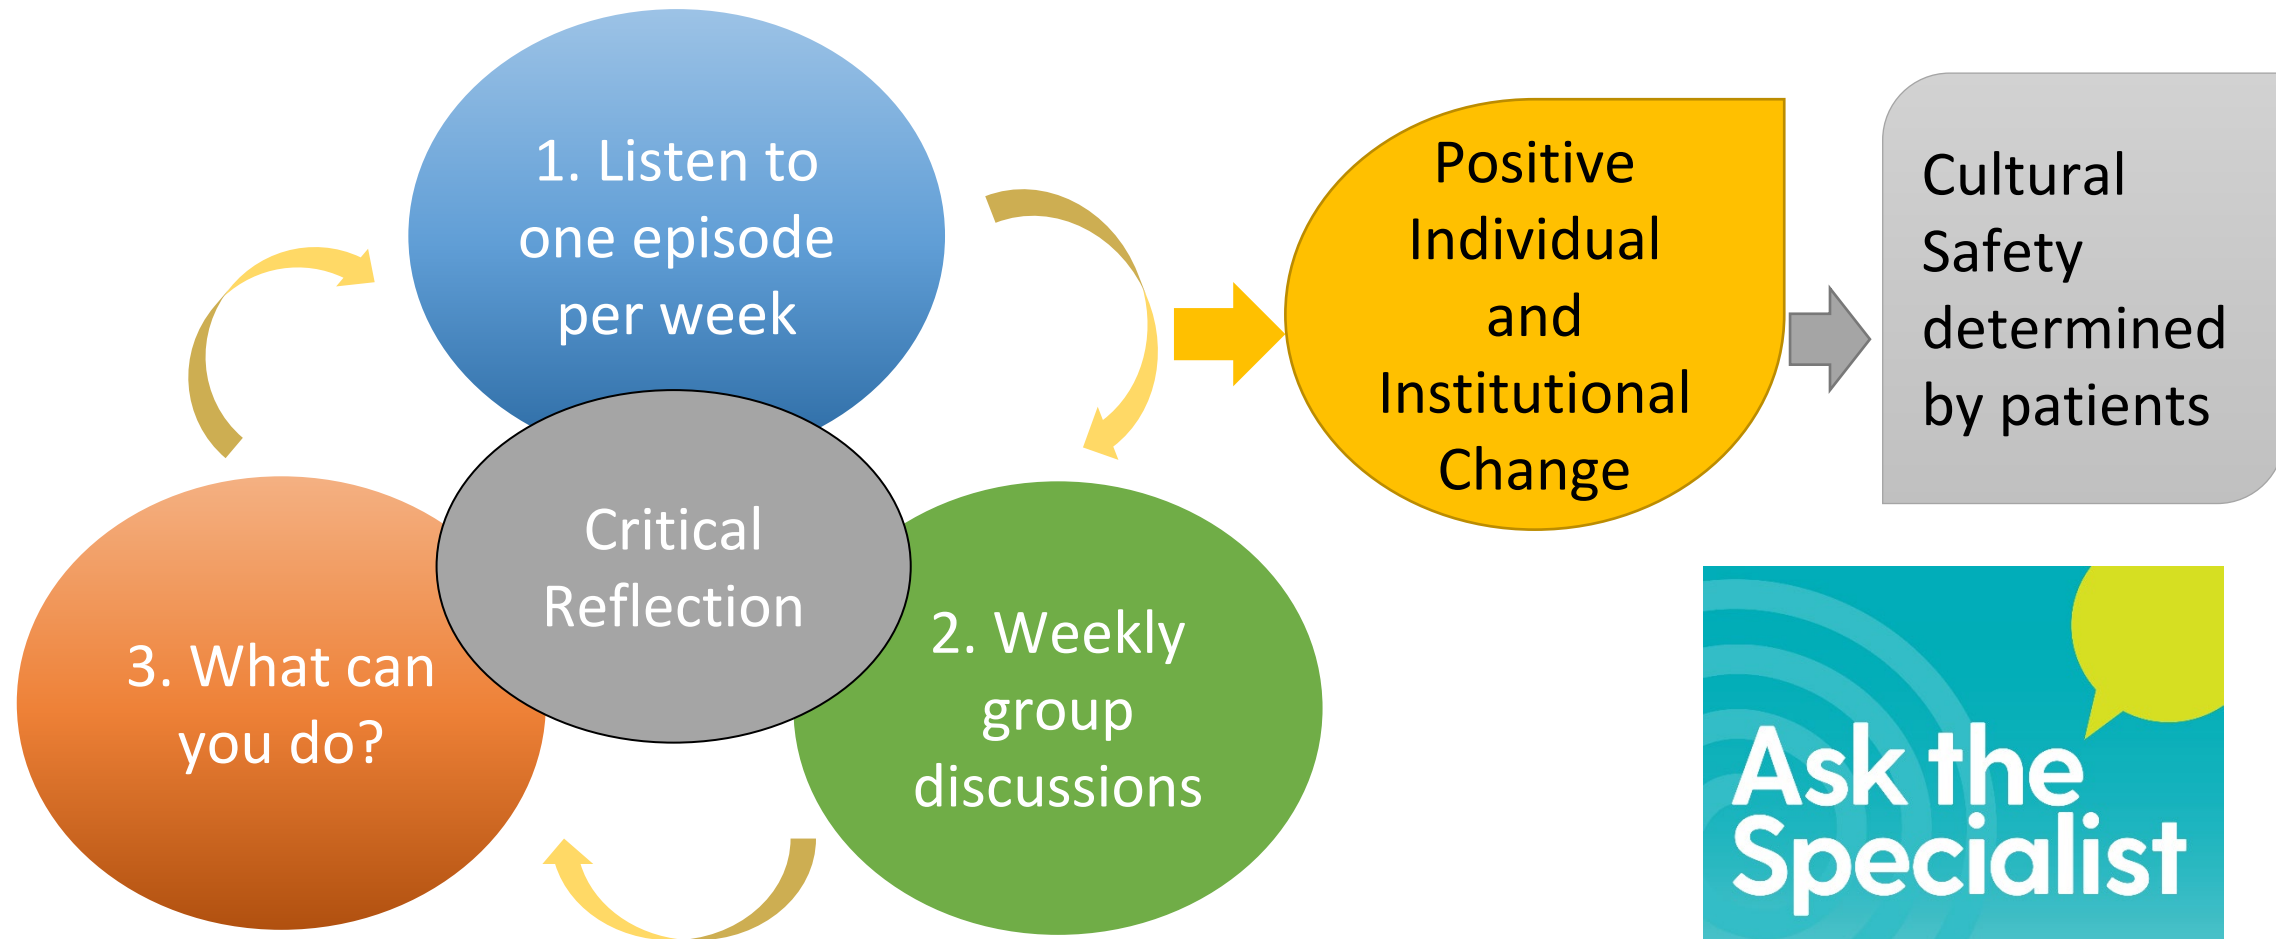 1. Listen to
one episode
per week
Critical
Reflection
2. Weekly
group
discussions
3. What can
you do?
Positive
Individual
and
Institutional
Change
Cultural
Safety
determined
by patients
Ask the
Specialist